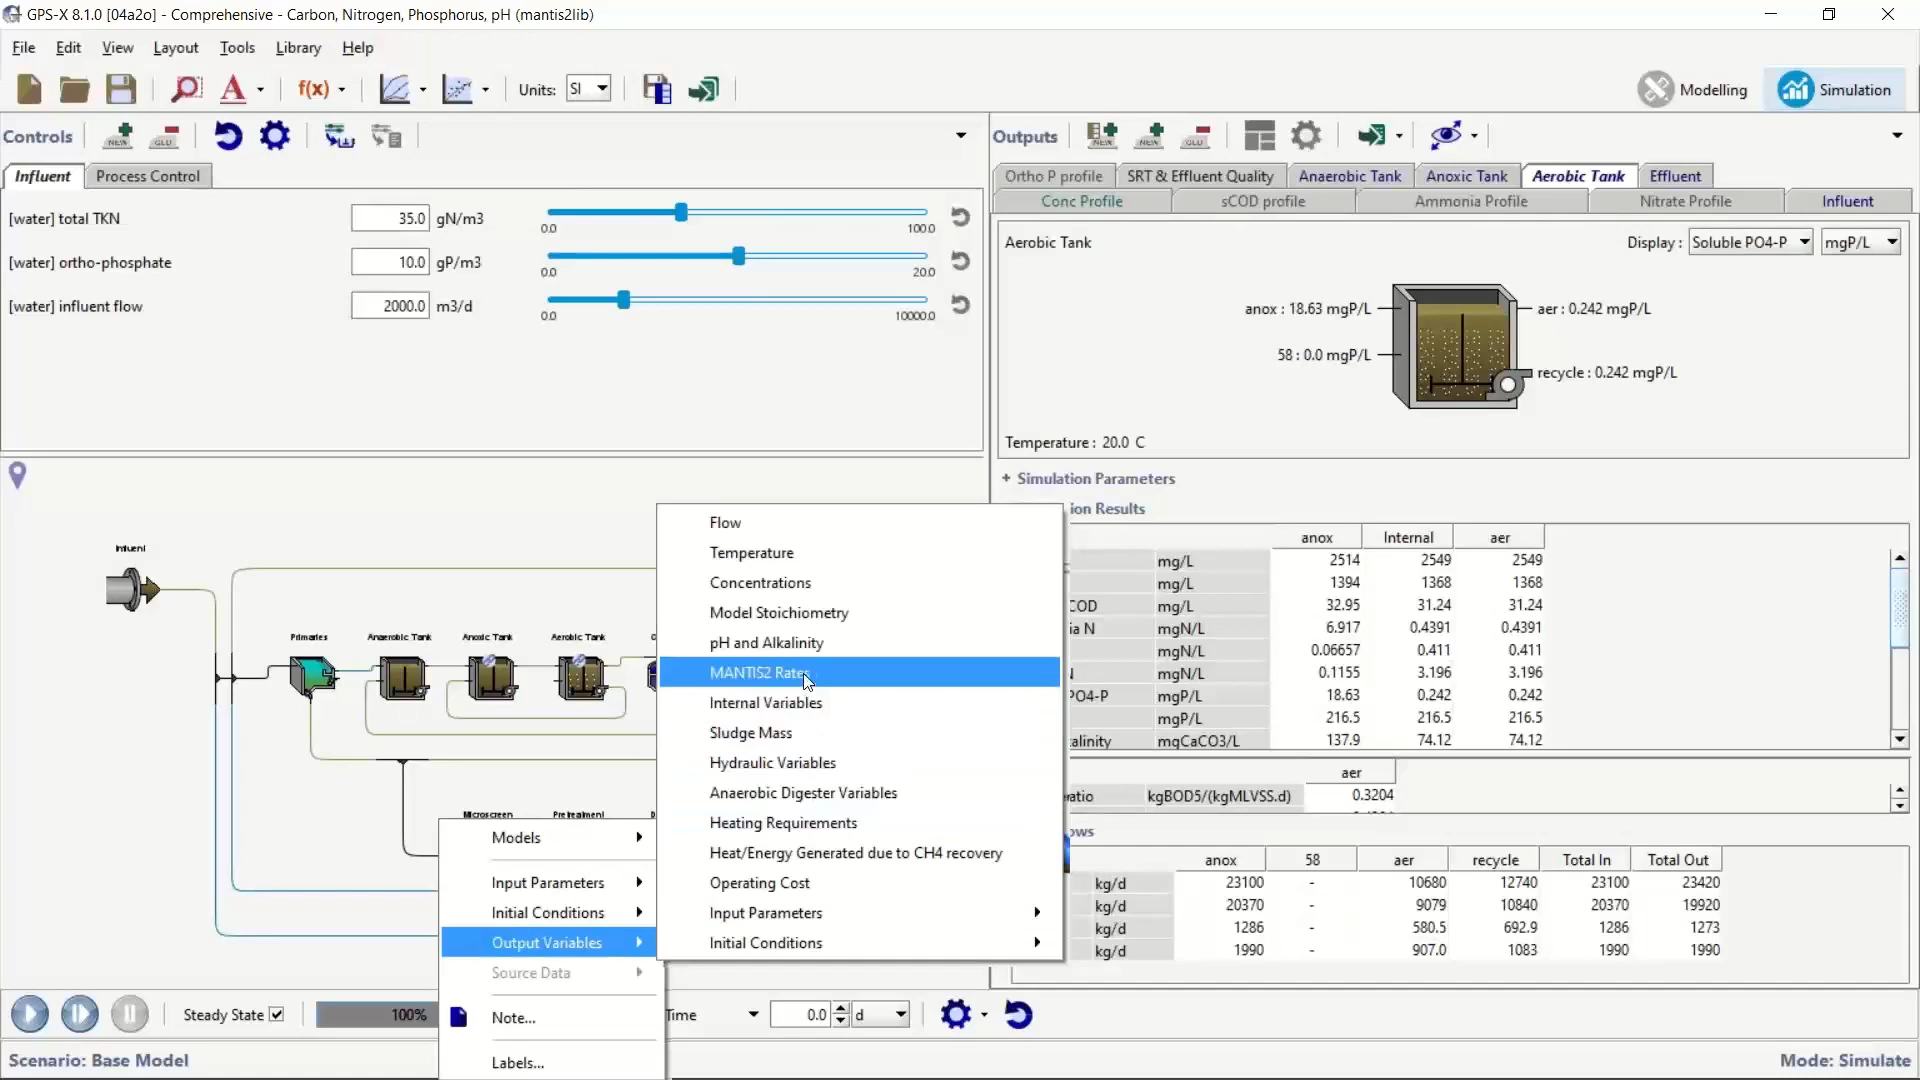 GPS-X 8.1.0 [04a2o] - Comprehensive - Carbon, Nitrogen, Phosphorus, pH (mantis2lib)
File Edit View Layout Tools Library Help
A f(x) Units: SI Modelling Simulation
Controls NEW
Influent Process Control
[water] total TKN 35.0 gN/m3 0.0 100.0
[water] ortho-phosphate 10.0 gP/m3 0.0 20.0
[water] influent flow 2000.0 m3/d 0.0 10000.0
Outputs NEW NEW
Ortho P profile SRT & Effluent Quality Anaerobic Tank Anoxic Tank Aerobic Tank Effluent
Conc Profile sCOD profile Ammonia Profile Nitrate Profile Influent
Aerobic Tank Display : Soluble PO4-P mgP/L
anox : 18.63 mgP/L aer : 0.242 mgP/L
58 : 0.0 mgP/L recycle : 0.242 mgP/L
Temperature : 20.0 C
+ Simulation Parameters
ion Results
anox Internal aer
mg/L 2514 2549 2549
mg/L 1394 1368 1368
COD mg/L 32.95 31.24 31.24
ia N mgN/L 6.917 0.4391 0.4391
mgN/L 0.06657 0.411 0.411
mgN/L 0.1155 3.196 3.196
PO4-P mgP/L 18.63 0.242 0.242
mgP/L 216.5 216.5 216.5
alinity mgCaCO3/L 137.9 74.12 74.12
aer
ratio kgBOD5/(kgMLVSS.d) 0.3204
ows
anox 58 aer recycle Total In Total Out
kg/d 23100 - 10680 12740 23100 23420
kg/d 20370 - 9079 10840 20370 19920
kg/d 1286 - 580.5 692.9 1286 1273
kg/d 1990 - 907.0 1083 1990 1990
Influent
Primaries Anaerobic Tank Anoxic Tank Aerobic Tank
Microscreen Pretreatment
Models
Input Parameters
Initial Conditions
Output Variables
Source Data
Note...
Labels...
Flow
Temperature
Concentrations
Model Stoichiometry
pH and Alkalinity
MANTIS2 Rates
Internal Variables
Sludge Mass
Hydraulic Variables
Anaerobic Digester Variables
Heating Requirements
Heat/Energy Generated due to CH4 recovery
Operating Cost
Input Parameters
Initial Conditions
Steady State 100% Time 0.0 d
Scenario: Base Model Mode: Simulate